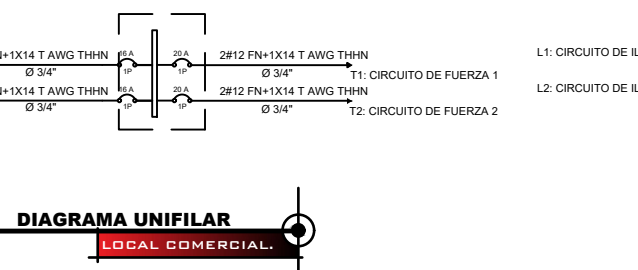 N+1X14 T AWG THHN 16 A 20 A 2#12 FN+1X14 T AWG THHN L1: CIRCUITO DE IL
Ø 3/4" 1P 1P Ø 3/4" T1: CIRCUITO DE FUERZA 1
N+1X14 T AWG THHN 16 A 20 A 2#12 FN+1X14 T AWG THHN L2: CIRCUITO DE IL
Ø 3/4" 1P 1P Ø 3/4" T2: CIRCUITO DE FUERZA 2
DIAGRAMA UNIFILAR
LOCAL COMERCIAL.